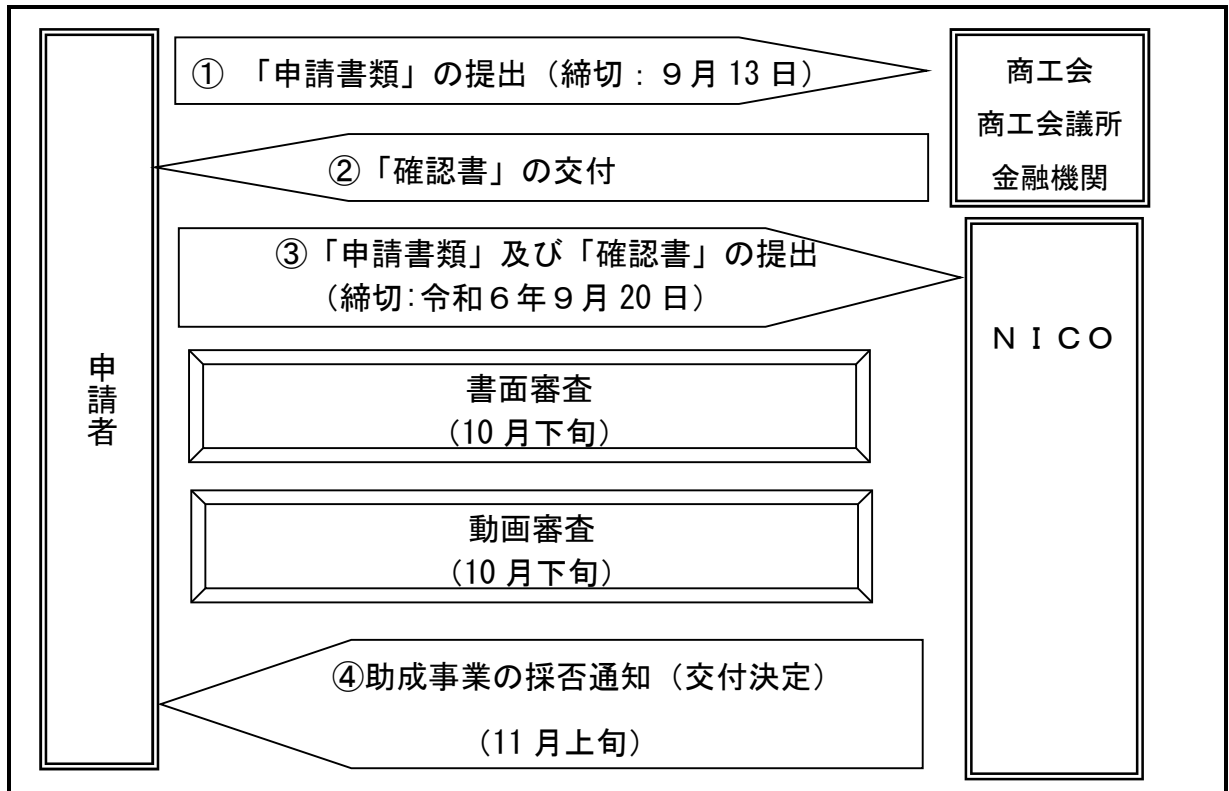 ① 「申請書類」の提出（締切：９月13日）
商工会
商工会議所
金融機関
②「確認書」の交付
③「申請書類」及び「確認書」の提出
（締切:令和６年９月20日）
ＮＩＣＯ
申請者
書面審査
（10月下旬）
動画審査
（10月下旬）
④助成事業の採否通知（交付決定）
（11月上旬）